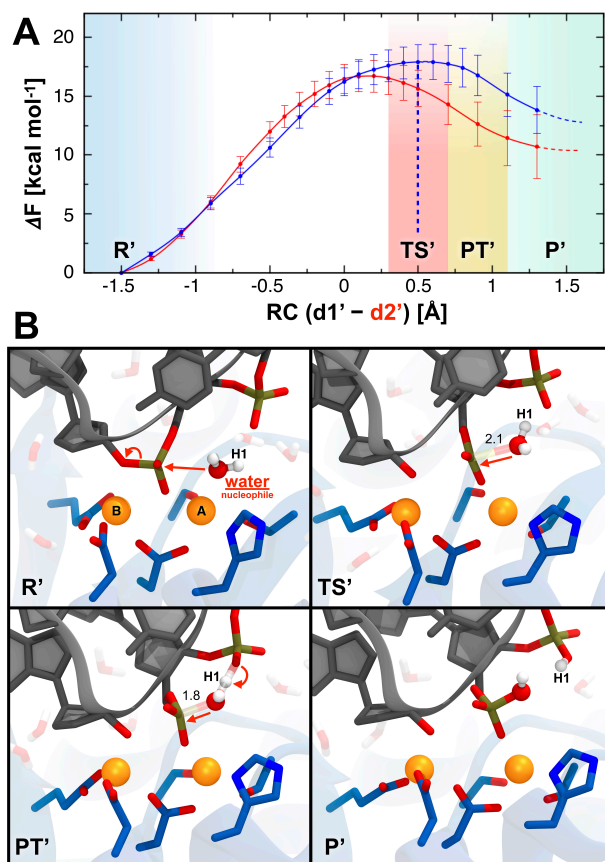 A
ΔF [kcal mol-1]
20
15
10
5
0
R’
TS’
PT’
P’
-1.5
-1
-0.5
0
0.5
1
1.5
RC (d1’ − d2’) [Å]
B
H1
water
nucleophile
B
A
R’
H1
2.1
TS’
H1
1.8
PT’
H1
P’